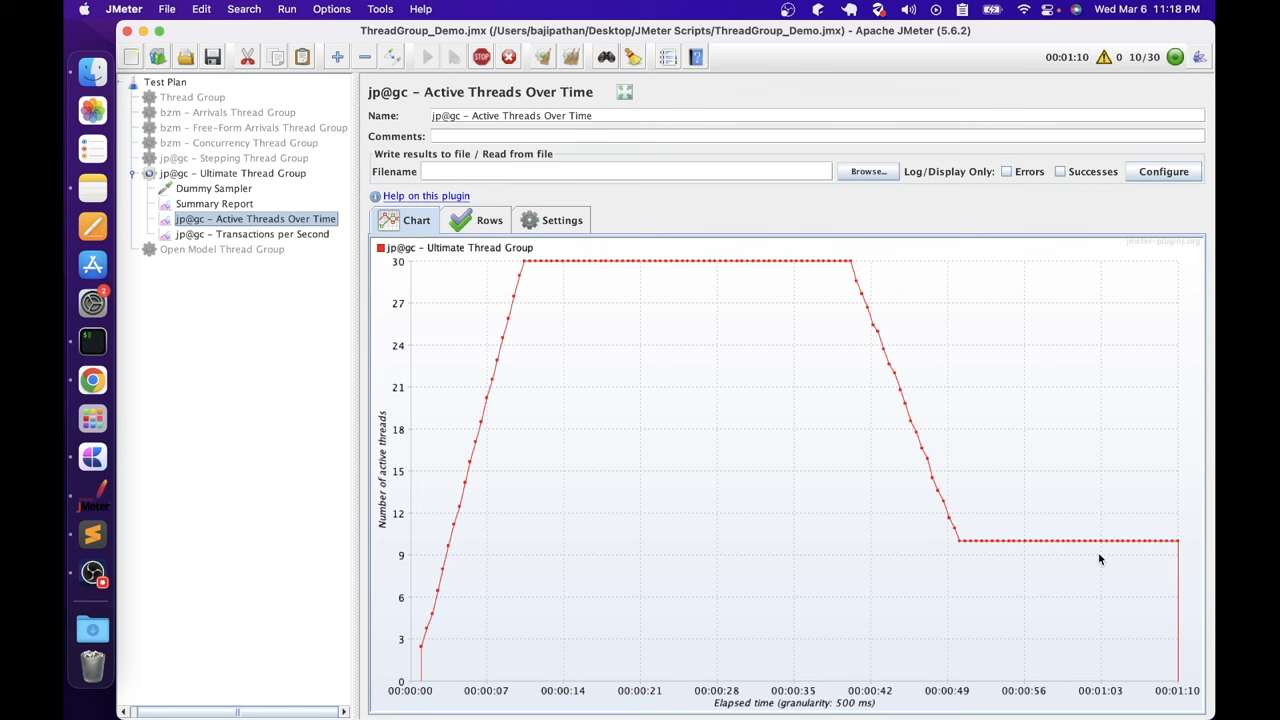 JMeter File Edit Search Run Options Tools Help Wed Mar 6 11:18 PM
ThreadGroup_Demo.jmx (/Users/bajipathan/Desktop/JMeter Scripts/ThreadGroup_Demo.jmx) - Apache JMeter (5.6.2)
STOP 00:01:10 0 10/30
Test Plan
Thread Group
bzm - Arrivals Thread Group
bzm - Free-Form Arrivals Thread Group
bzm - Concurrency Thread Group
jp@gc - Stepping Thread Group
jp@gc - Ultimate Thread Group
Dummy Sampler
Summary Report
jp@gc - Active Threads Over Time
jp@gc - Transactions per Second
Open Model Thread Group
2
$
JMeter
jp@gc - Active Threads Over Time
Name: jp@gc - Active Threads Over Time
Comments:
Write results to file / Read from file
Filename Browse... Log/Display Only: Errors Successes Configure
Help on this plugin
Chart Rows Settings
jp@gc - Ultimate Thread Group
jmeter-plugins.org
30
27
24
21
18
15
12
9
6
3
0
Number of active threads
00:00:00 00:00:07 00:00:14 00:00:21 00:00:28 00:00:35 00:00:42 00:00:49 00:00:56 00:01:03 00:01:10
Elapsed time (granularity: 500 ms)